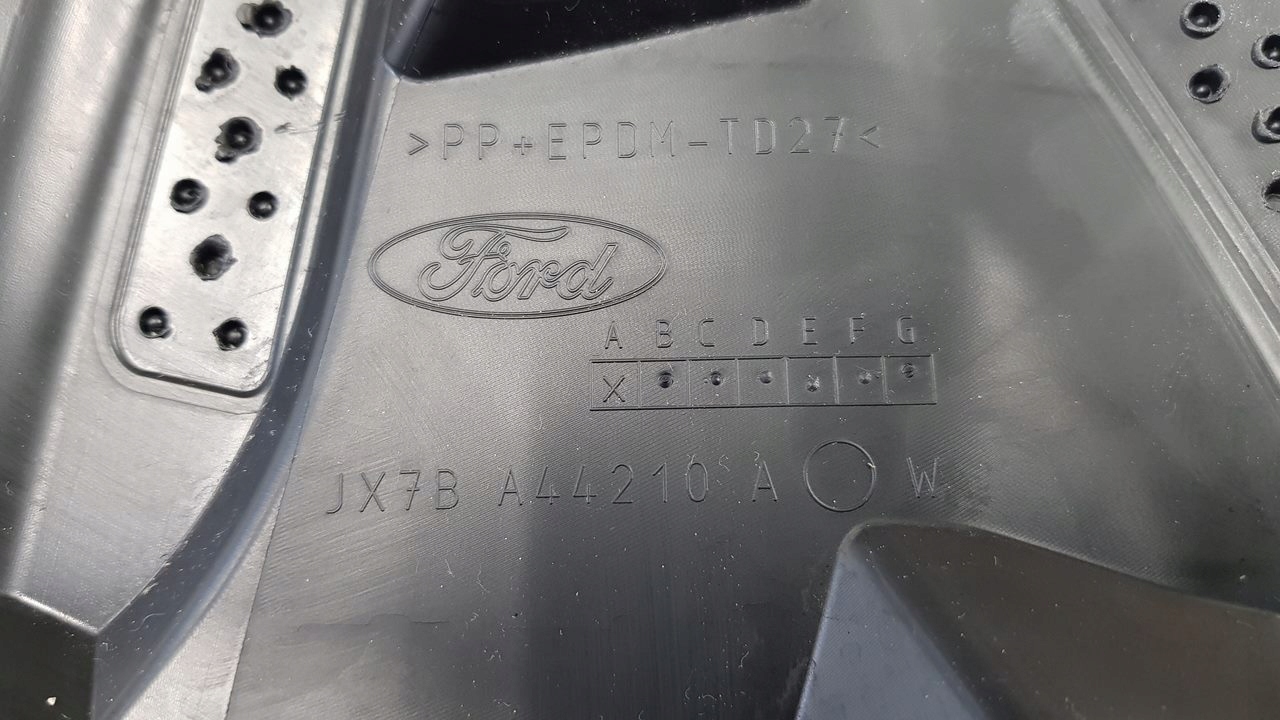 >PP+EPDM-TD27<
Ford
A B C D E F G
X
JX7B A44210 A W